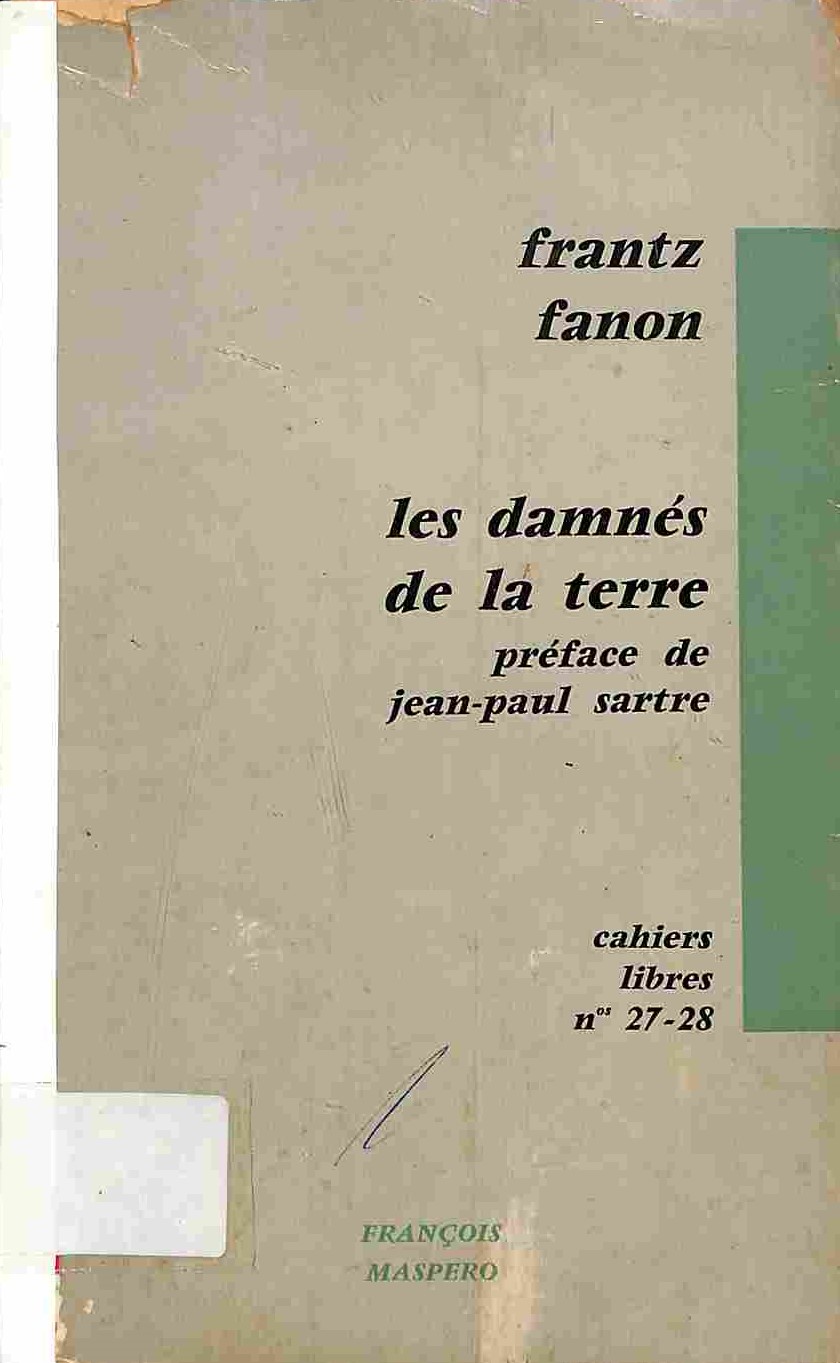 frantz
fanon
les damnés
de la terre
préface de
jean-paul sartre
cahiers
libres
nos 27-28
FRANÇOIS
MASPERO